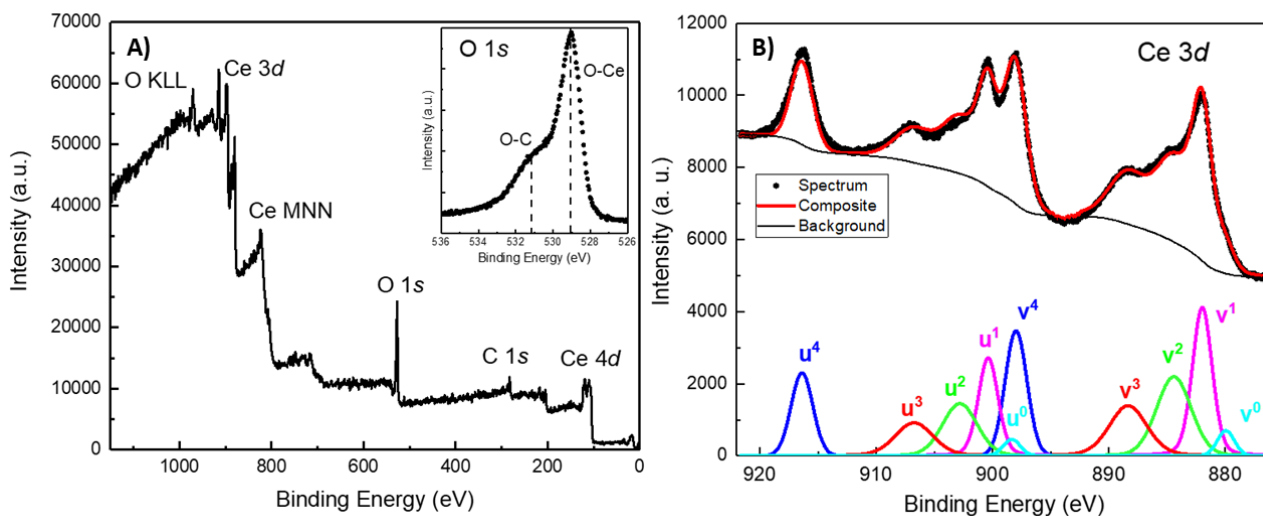 A)
70000
60000
50000
40000
30000
20000
10000
0
Intensity (a. u.)
1000
800
600
400
200
0
Binding Energy (eV)
O KLL
Ce 3d
Ce MNN
O 1s
C 1s
Ce 4d
O 1s
O-Ce
O-C
Intensity (a.u.)
536
534
532
530
528
526
Binding Energy (eV)
B)
Ce 3d
12000
10000
8000
6000
4000
2000
0
Intensity (a. u.)
Spectrum
Composite
Background
u⁴
u³
u²
u¹
u⁰
v⁴
v³
v²
v¹
v⁰
920
910
900
890
880
Binding Energy (eV)